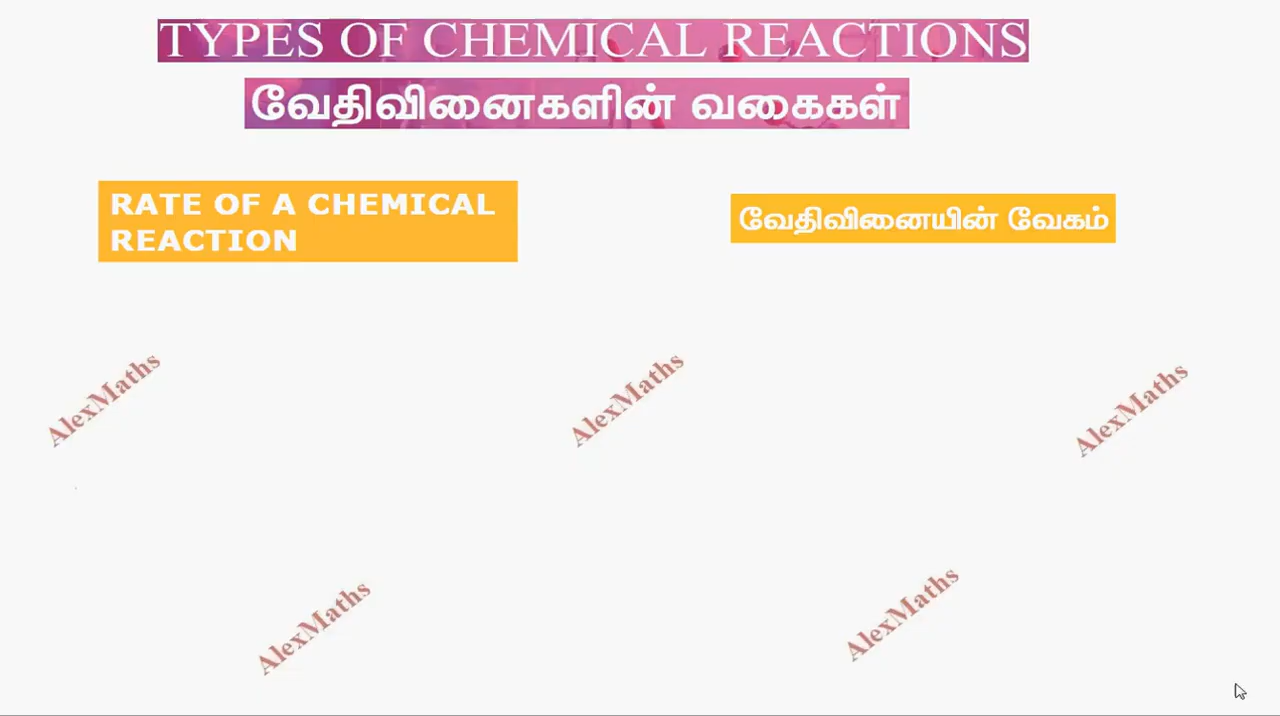 TYPES OF CHEMICAL REACTIONS
வேதிவினைகளின் வகைகள்
RATE OF A CHEMICAL
REACTION
வேதிவினையின் வேகம்
AlexMaths
AlexMaths
AlexMaths
AlexMaths
AlexMaths